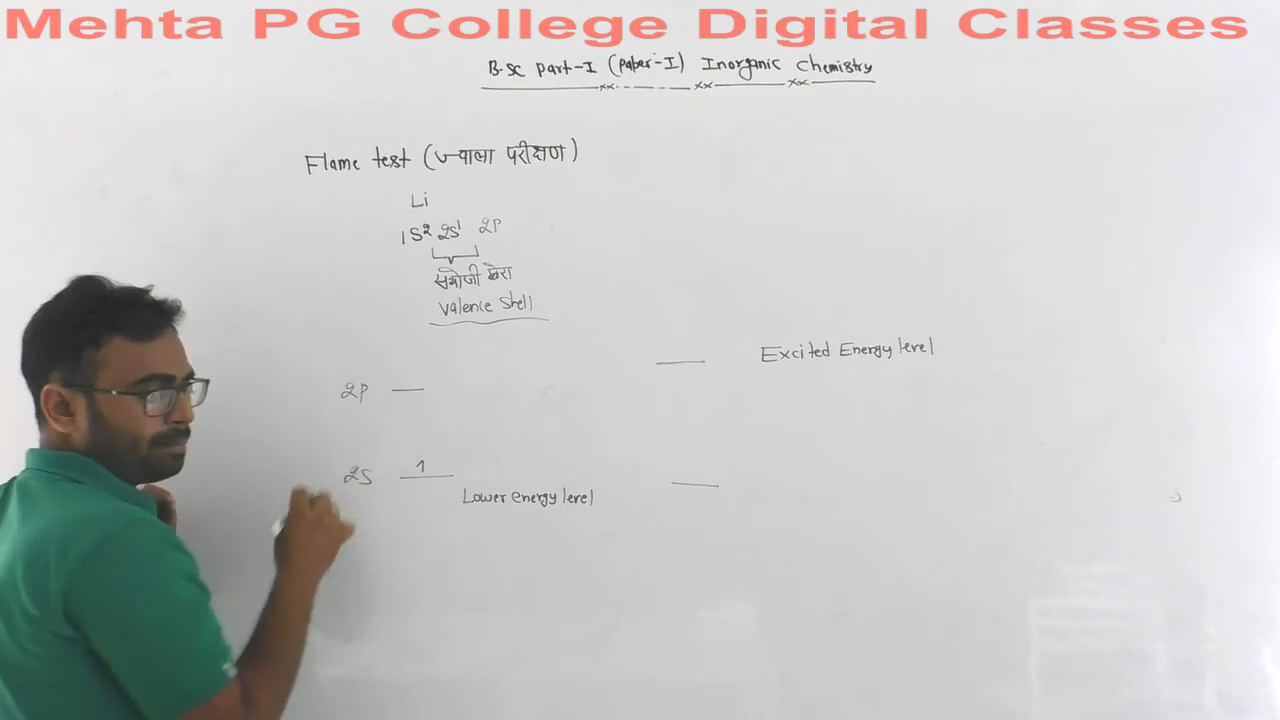 Mehta PG College Digital Classes
B.Sc Part-I (Paper-I) Inorganic Chemistry
Flame test (ज्वाला परीक्षण)
Li
1S² 2S¹ 2P
Valence Shell
Excited Energy level
2P
2S 1
Lower energy level